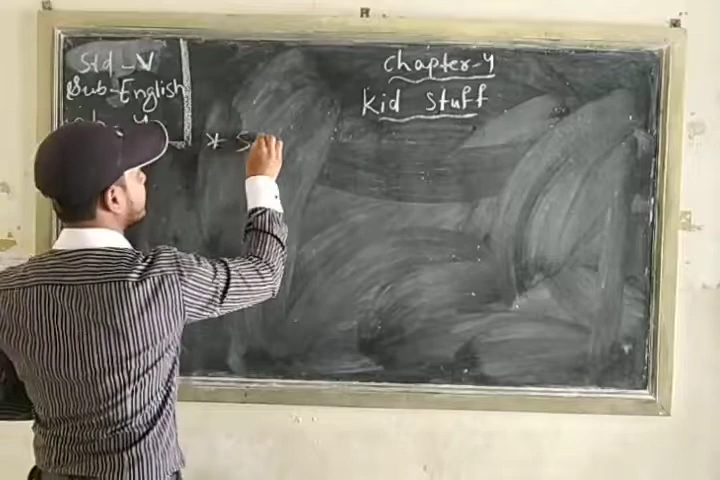 Std - V
Sub - English
Chapter-4
Kid Stuff
* S